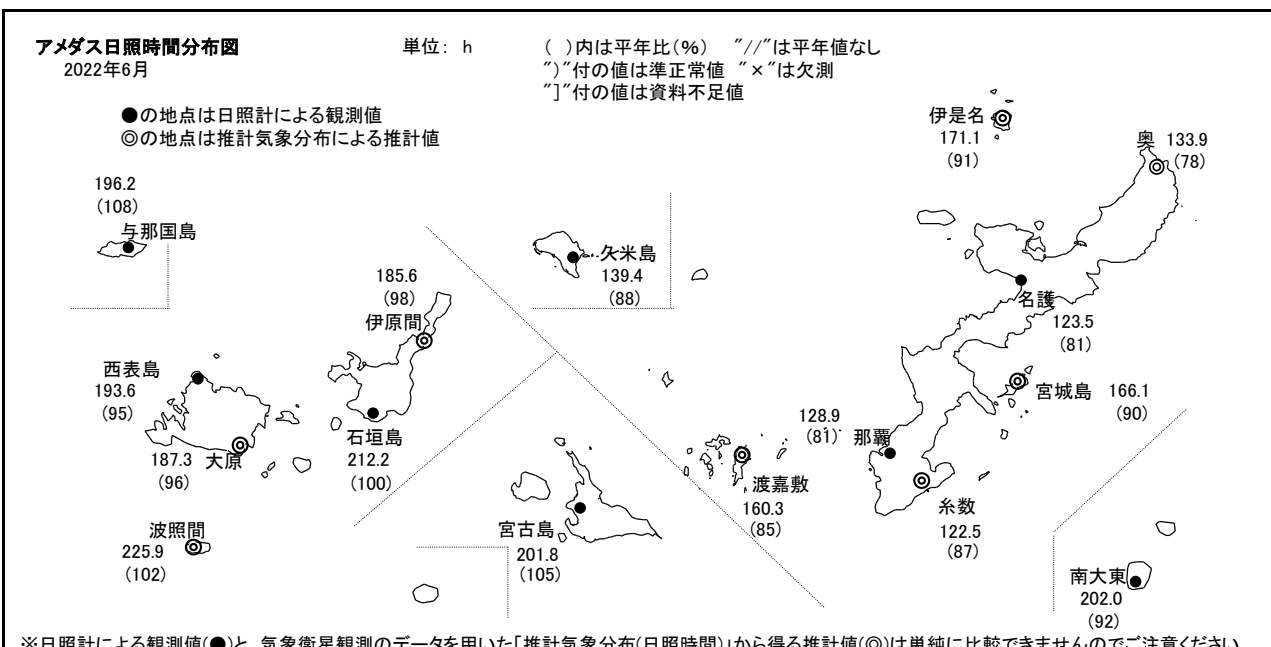 アメダス日照時間分布図 単位: h ( )内は平年比(%) "//"は平年値なし
2022年6月 ")"付の値は準正常値 "×"は欠測
"]"付の値は資料不足値
●の地点は日照計による観測値
◎の地点は推計気象分布による推計値
伊是名
171.1
(91)
奥 133.9
(78)
196.2
(108)
与那国島
久米島
139.4
(88)
185.6
(98)
伊原間
名護
123.5
(81)
西表島
193.6
(95)
宮城島 166.1
(90)
128.9
(81)
那覇
石垣島
212.2
(100)
187.3 大原
(96)
渡嘉敷
160.3
(85)
糸数
122.5
(87)
波照間
225.9
(102)
宮古島
201.8
(105)
南大東
202.0
(92)
※日照計による観測値(●)と、気象衛星観測のデータを用いた「推計気象分布(日照時間)」から得る推計値(◎)は単純に比較できませんのでご注意ください